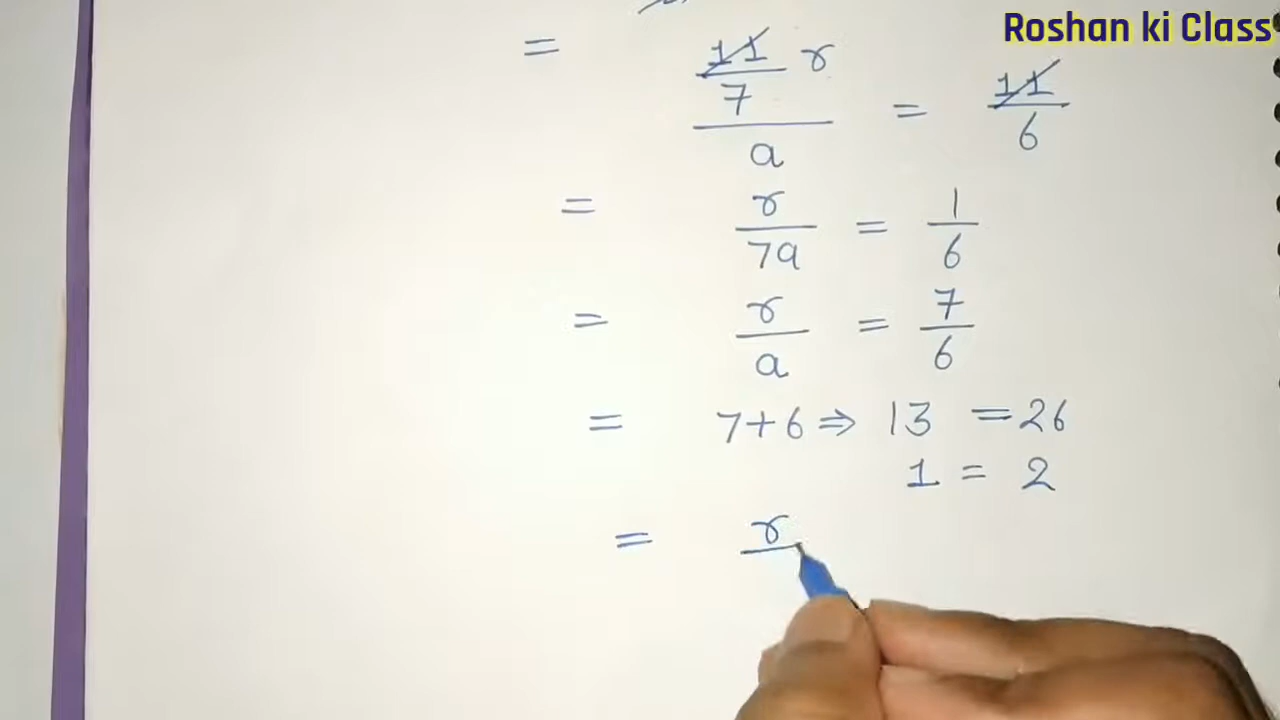 Roshan ki Class
= 11/7 r / a = 11/6
= r/7a = 1/6
= r/a = 7/6
= 7+6 ⇒ 13 = 26
1 = 2
= r